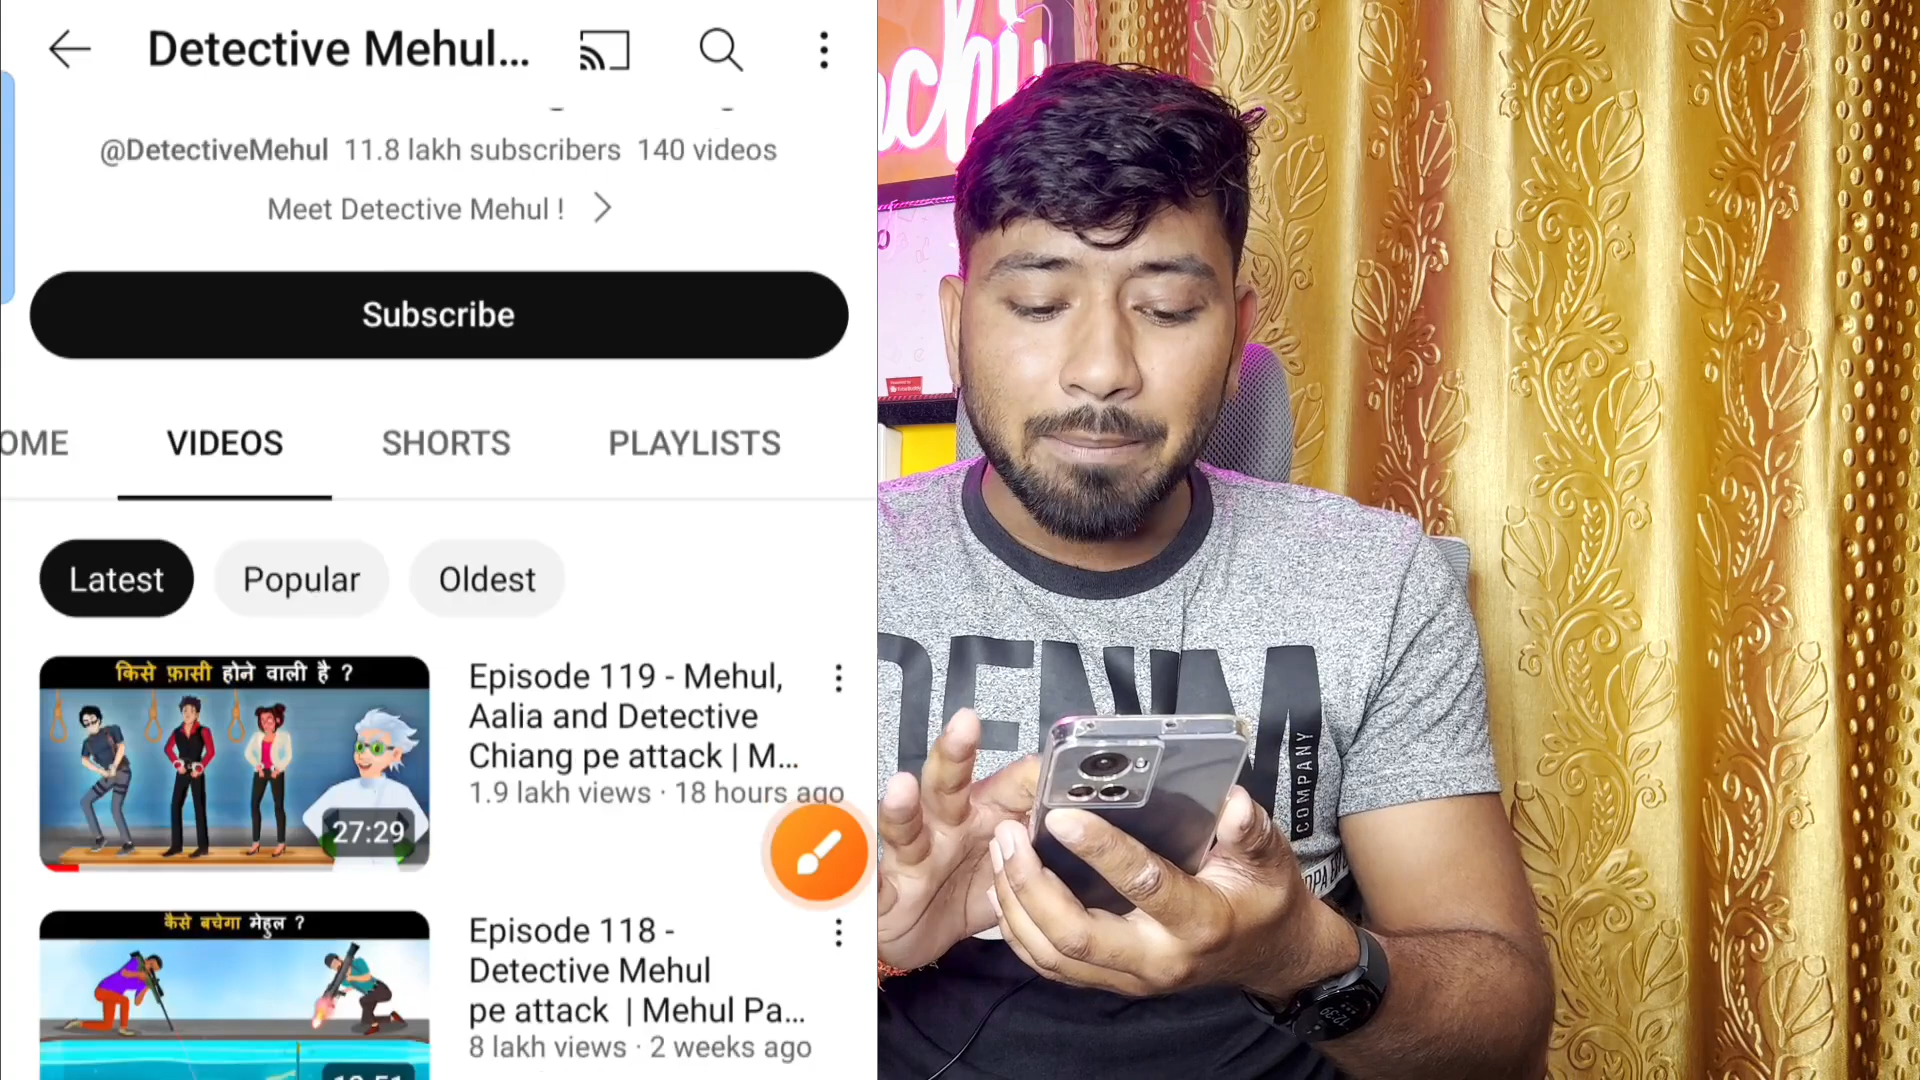 Detective Mehul...
@DetectiveMehul 11.8 lakh subscribers 140 videos
Meet Detective Mehul !
Subscribe
OME VIDEOS SHORTS PLAYLISTS
Latest Popular Oldest
किसे फ़ासी होने वाली है ?
27:29
Episode 119 - Mehul,
Aalia and Detective
Chiang pe attack | M...
1.9 lakh views · 18 hours ago
कैसे बचेगा मेहुल ?
Episode 118 -
Detective Mehul
pe attack | Mehul Pa...
8 lakh views · 2 weeks ago
DENIM
COMPANY